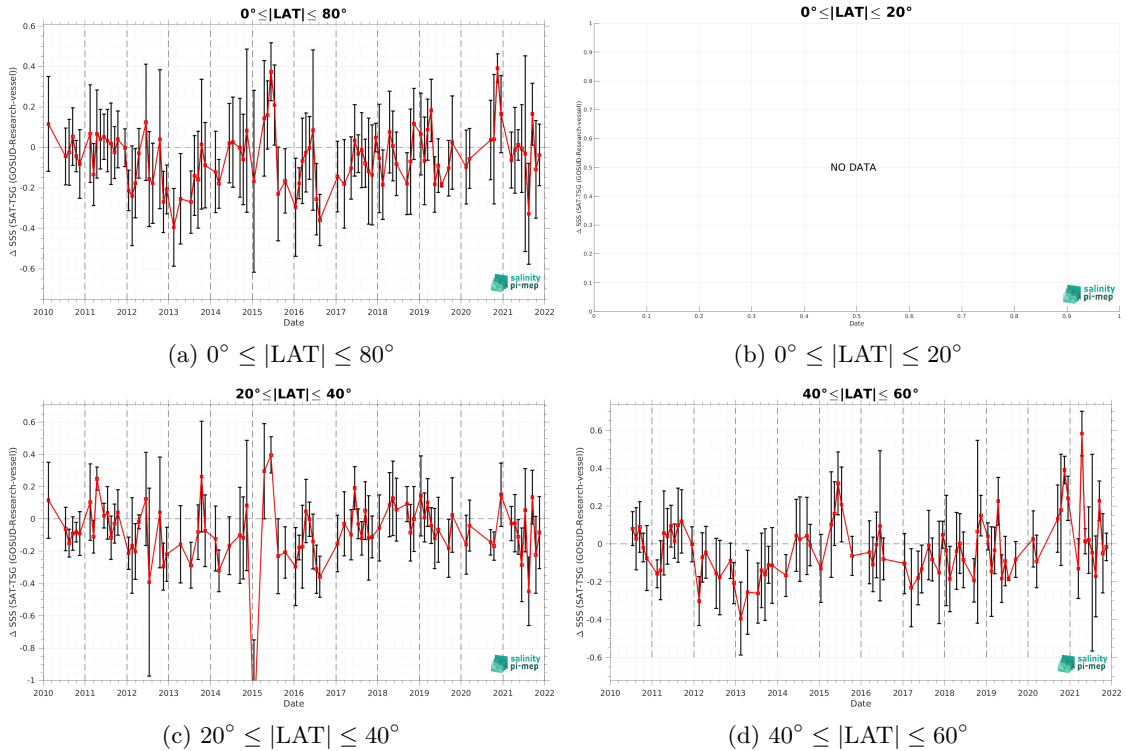 0°≤|LAT|≤ 80°
Δ SSS (SAT-TSG (GOSUD-Research-vessel))
0.6
0.4
0.2
0
-0.2
-0.4
-0.6
2010 2011 2012 2013 2014 2015 2016 2017 2018 2019 2020 2021 2022
Date
salinity
pi-mep
(a) 0° ≤ |LAT| ≤ 80°
0°≤|LAT|≤ 20°
Δ SSS (SAT-TSG (GOSUD-Research-vessel))
1
0.9
0.8
0.7
0.6
0.5
0.4
0.3
0.2
0.1
0
NO DATA
0 0.1 0.2 0.3 0.4 0.5 0.6 0.7 0.8 0.9 1
Date
salinity
pi-mep
(b) 0° ≤ |LAT| ≤ 20°
20°≤|LAT|≤ 40°
Δ SSS (SAT-TSG (GOSUD-Research-vessel))
0.6
0.4
0.2
0
-0.2
-0.4
-0.6
-0.8
-1
2010 2011 2012 2013 2014 2015 2016 2017 2018 2019 2020 2021 2022
Date
salinity
pi-mep
(c) 20° ≤ |LAT| ≤ 40°
40°≤|LAT|≤ 60°
Δ SSS (SAT-TSG (GOSUD-Research-vessel))
0.6
0.4
0.2
0
-0.2
-0.4
-0.6
2010 2011 2012 2013 2014 2015 2016 2017 2018 2019 2020 2021 2022
Date
salinity
pi-mep
(d) 40° ≤ |LAT| ≤ 60°